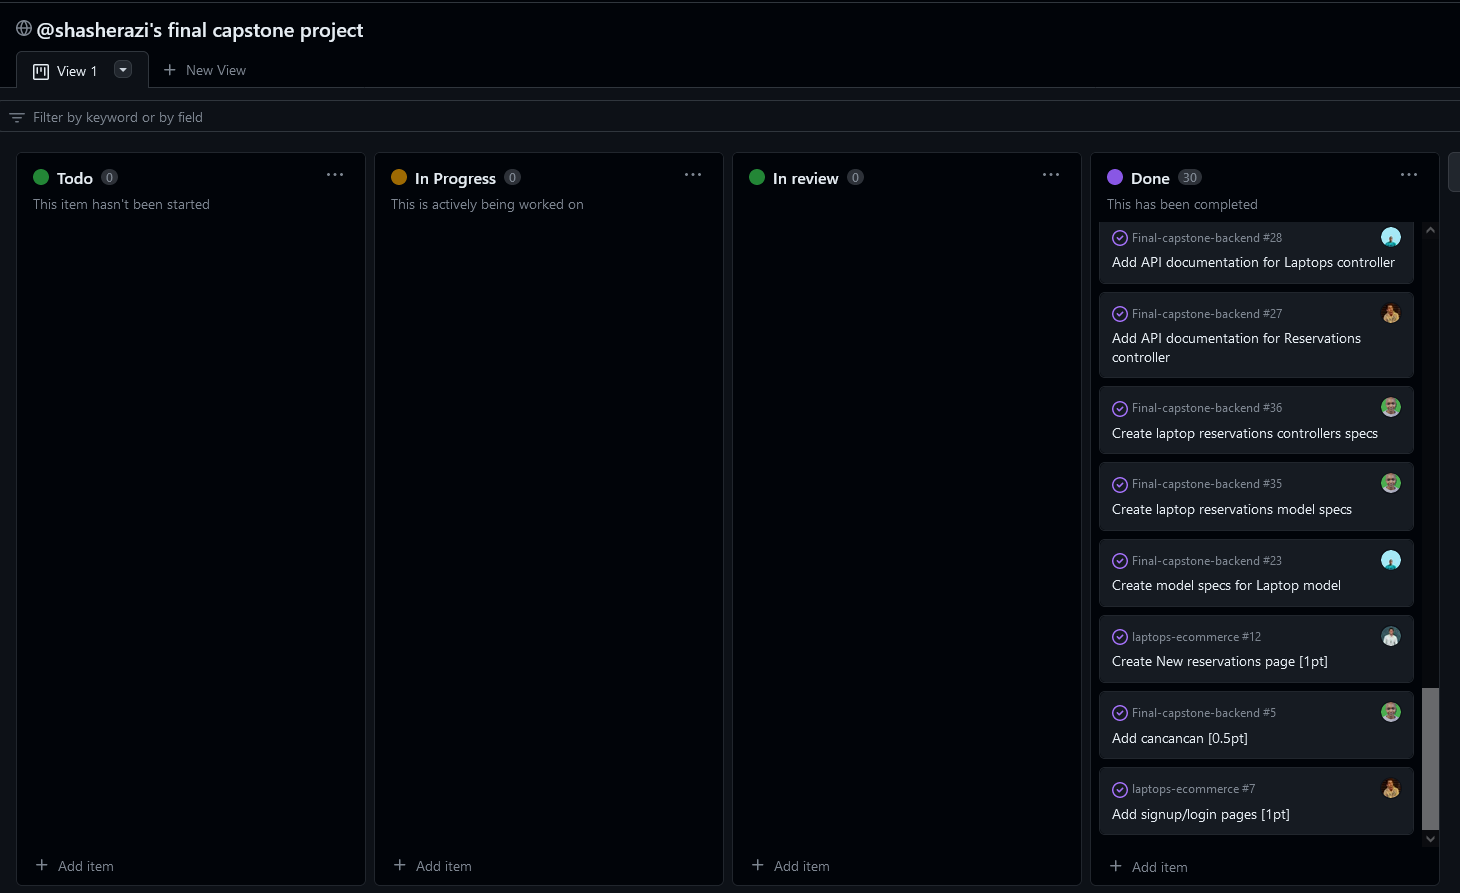 @shasherazi's final capstone project
View 1
New View
Filter by keyword or by field
Todo 0
This item hasn't been started
Add item
In Progress 0
This is actively being worked on
Add item
In review 0
Add item
Done 30
This has been completed
Final-capstone-backend #28
Add API documentation for Laptops controller
Final-capstone-backend #27
Add API documentation for Reservations
controller
Final-capstone-backend #36
Create laptop reservations controllers specs
Final-capstone-backend #35
Create laptop reservations model specs
Final-capstone-backend #23
Create model specs for Laptop model
laptops-ecommerce #12
Create New reservations page [1pt]
Final-capstone-backend #5
Add cancancan [0.5pt]
laptops-ecommerce #7
Add signup/login pages [1pt]
Add item